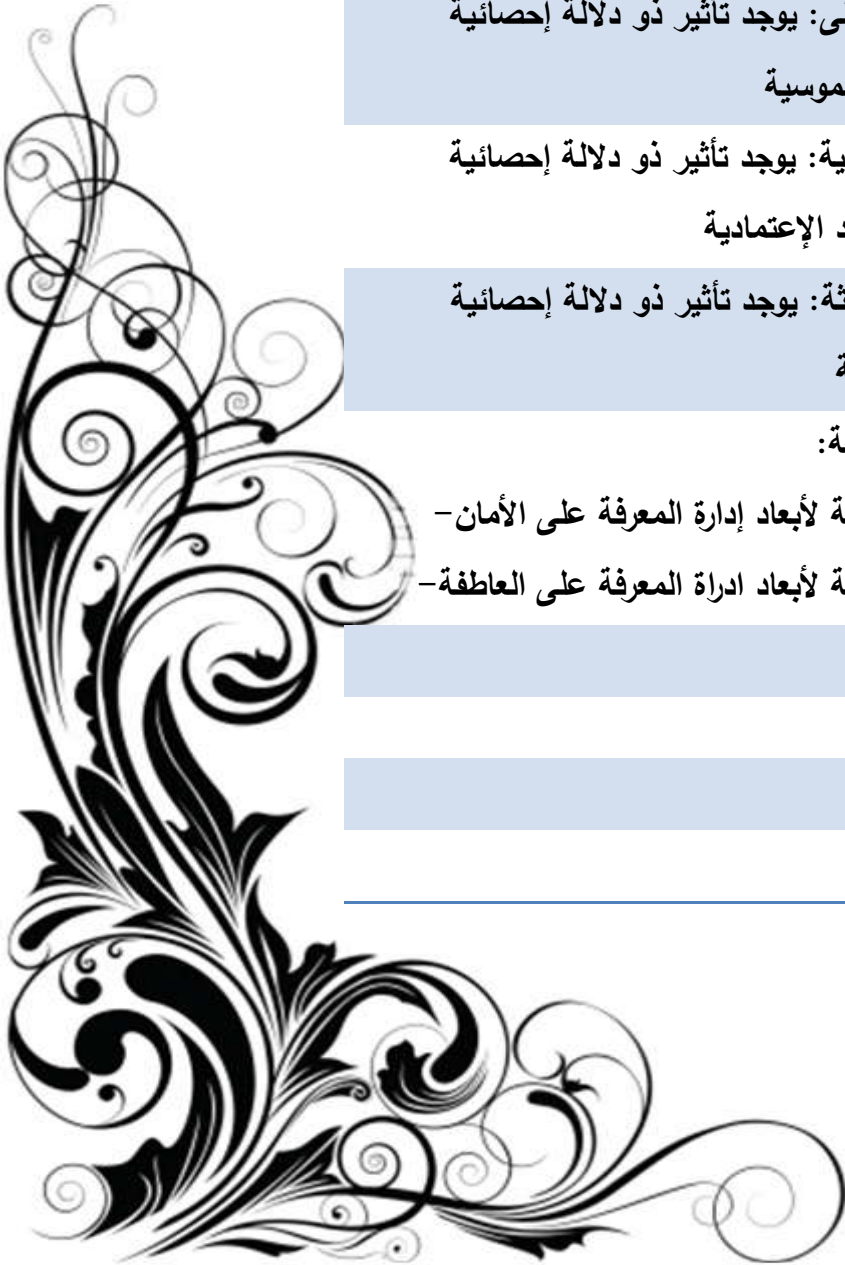 لى: يوجد تأثير ذو دلالة إحصائية
موسية
ية: يوجد تأثير ذو دلالة إحصائية
د الإعتمادية
ثة: يوجد تأثير ذو دلالة إحصائية
ة
ة:
ة لأبعاد إدارة المعرفة على الأمان-
ة لأبعاد ادراة المعرفة على العاطفة-